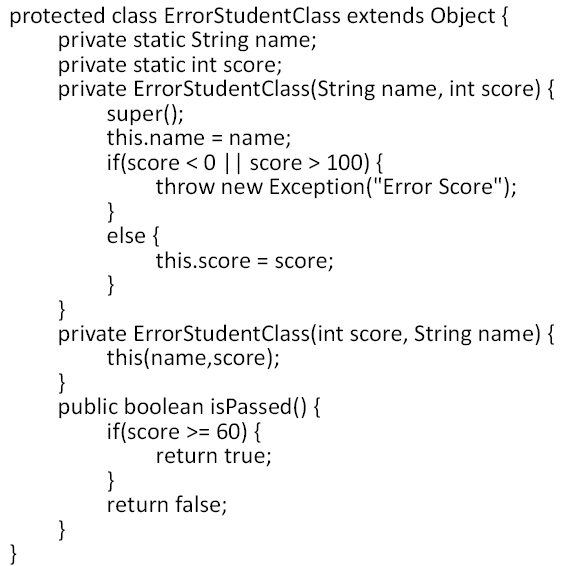 protected class ErrorStudentClass extends Object {
private static String name;
private static int score;
private ErrorStudentClass(String name, int score) {
super();
this.name = name;
if(score < 0 || score > 100) {
throw new Exception("Error Score");
}
else {
this.score = score;
}
}
private ErrorStudentClass(int score, String name) {
this(name,score);
}
public boolean isPassed() {
if(score >= 60) {
return true;
}
return false;
}
}